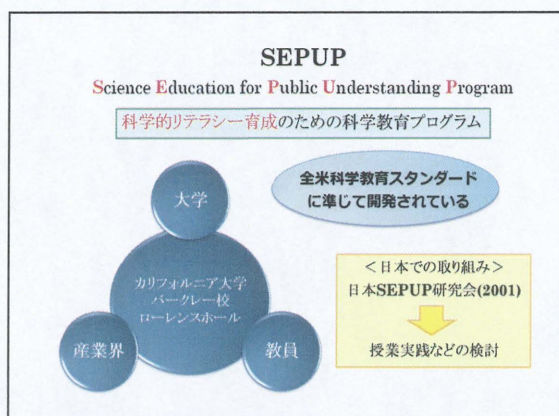 SEPUP
Science Education for Public Understanding Program
科学的リテラシー育成のための科学教育プログラム
大学
全米科学教育スタンダード
に準じて開発されている
カリフォルニア大学
バークレー校
ローレンスホール
産業界
教員
＜日本での取り組み＞
日本SEPUP研究会(2001)
授業実践などの検討